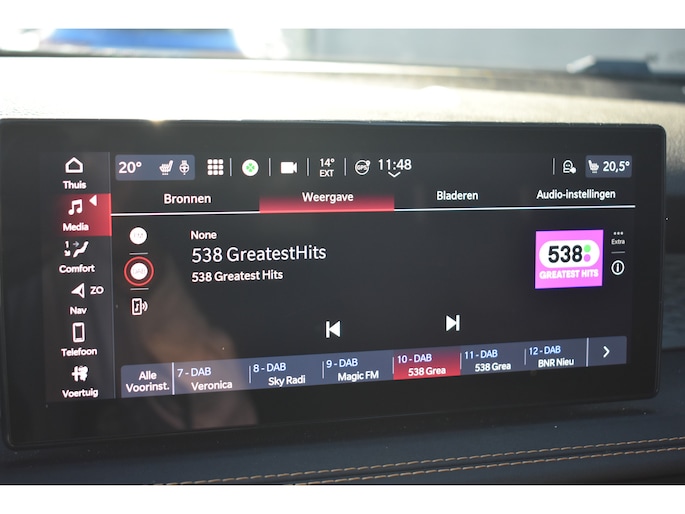 20°
14°
EXT
GPS
11:48
20,5°
Thuis
Media
Comfort
ZO
Nav
Telefoon
Voertuig
Bronnen
Weergave
Bladeren
Audio-instellingen
None
538 GreatestHits
538 Greatest Hits
538
GREATEST HITS
Extra
Alle
Voorinst.
7 - DAB
Veronica
8 - DAB
Sky Radi
9 - DAB
Magic FM
10 - DAB
538 Grea
11 - DAB
538 Grea
12 - DAB
BNR Nieu